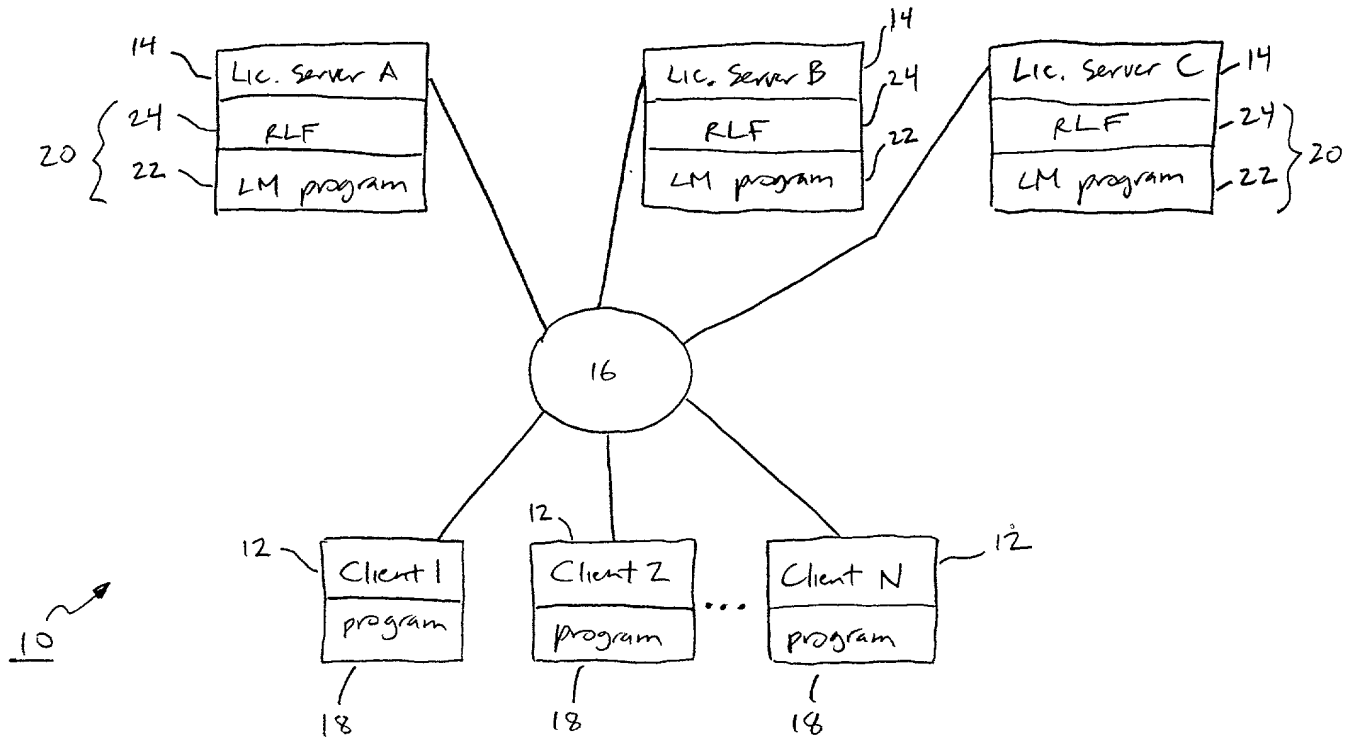 14
Lic. Server A
24
RLF
20
22
LM program
14
Lic. Server B
24
RLF
22
LM program
Lic. Server C
14
RLF
24
20
LM program
22
16
12
Client 1
program
18
12
Client 2
program
18
...
Client N
12
program
18
10